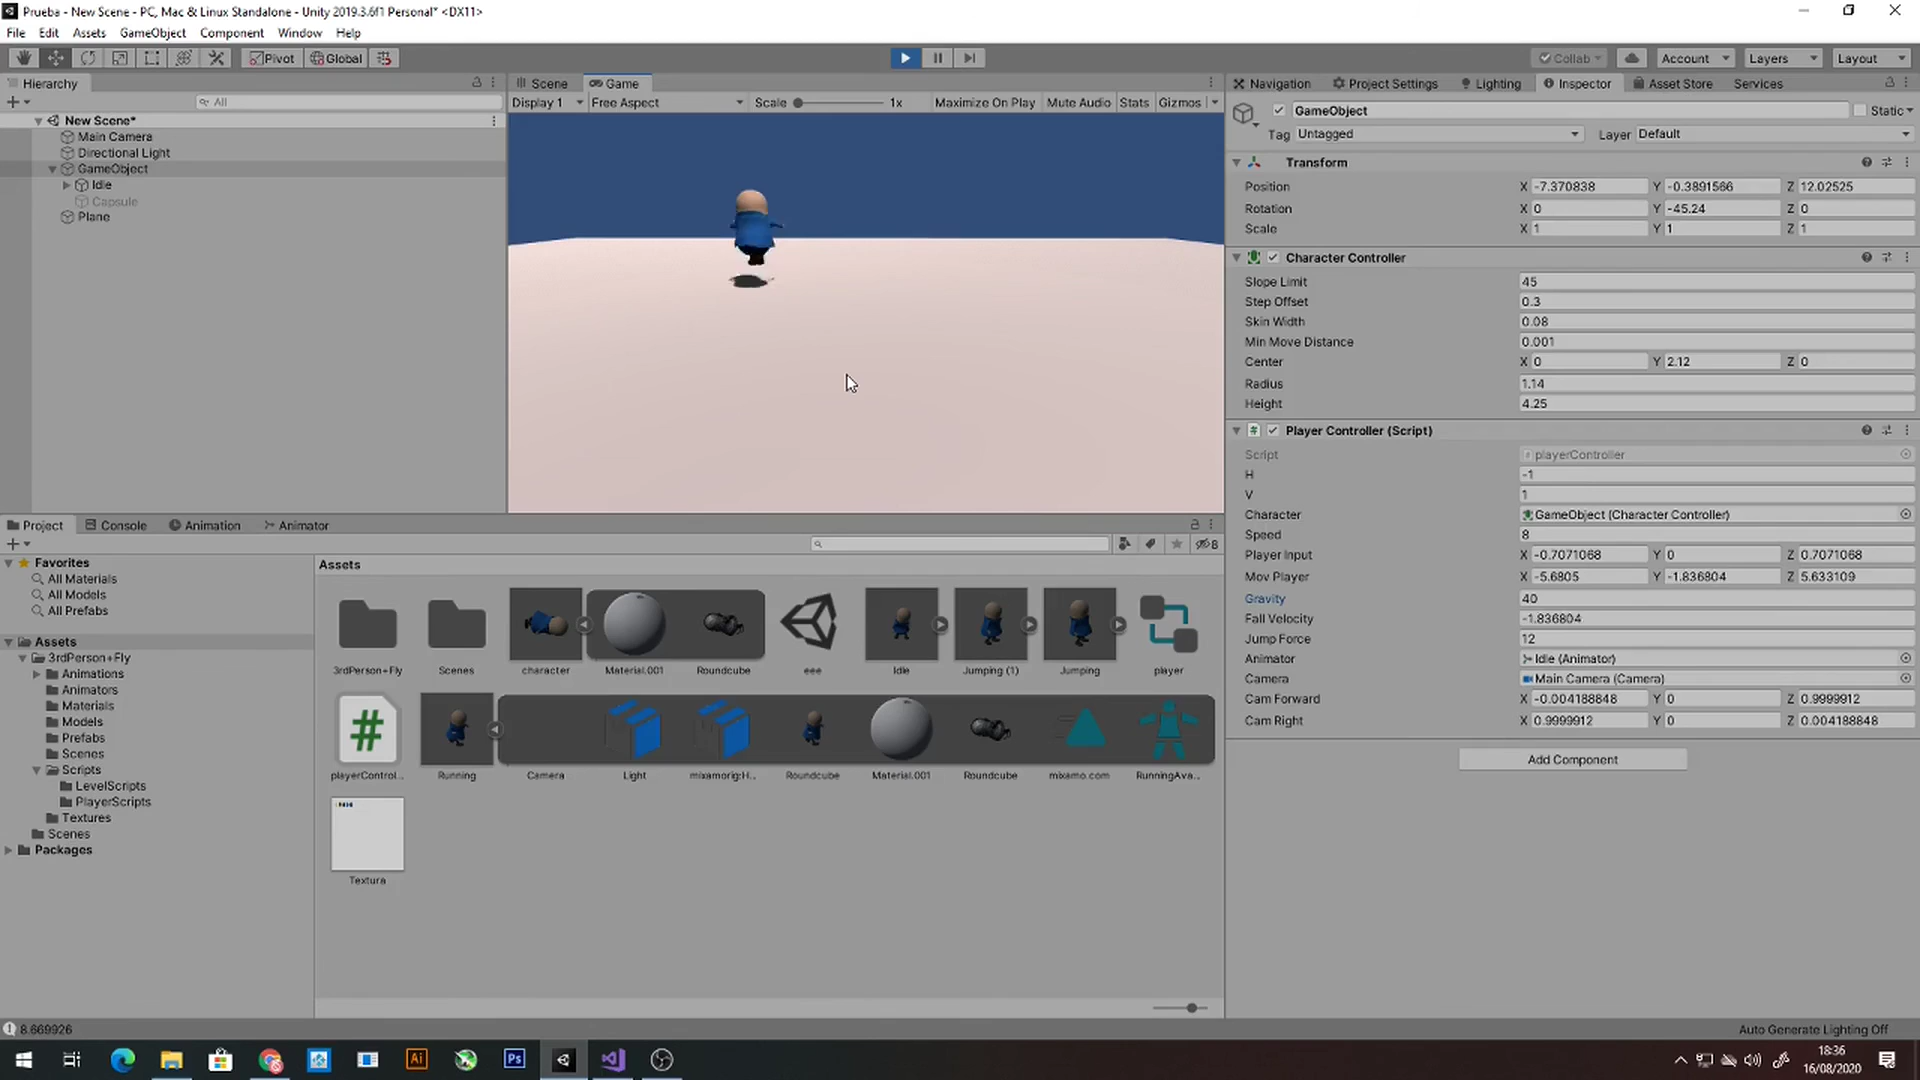 Prueba - New Scene - PC, Mac & Linux Standalone - Unity 2019.3.6f1 Personal* <DX11>
File Edit Assets GameObject Component Window Help
Pivot Global Collab Account Layers Layout
Hierarchy
All
New Scene*
Main Camera
Directional Light
GameObject
Idle
Capsule
Plane
Scene Game
Display 1 Free Aspect Scale 1x Maximize On Play Mute Audio Stats Gizmos
Navigation Project Settings Lighting Inspector Asset Store Services
GameObject Static
Tag Untagged Layer Default
Transform
Position X -7.370838 Y -0.3891566 Z 12.02525
Rotation X 0 Y -45.24 Z 0
Scale X 1 Y 1 Z 1
Character Controller
Slope Limit 45
Step Offset 0.3
Skin Width 0.08
Min Move Distance 0.001
Center X 0 Y 2.12 Z 0
Radius 1.14
Height 4.25
Player Controller (Script)
Script playerController
H -1
V 1
Character GameObject (Character Controller)
Speed 8
Player Input X -0.7071068 Y 0 Z 0.7071068
Mov Player X -5.6805 Y -1.836804 Z 5.633109
Gravity 40
Fall Velocity -1.836804
Jump Force 12
Animator Idle (Animator)
Camera Main Camera (Camera)
Cam Forward X -0.004188848 Y 0 Z 0.9999912
Cam Right X 0.9999912 Y 0 Z 0.004188848
Add Component
Project Console Animation Animator
8
Favorites
All Materials
All Models
All Prefabs
Assets
3rdPerson+Fly
Animations
Animators
Materials
Models
Prefabs
Scenes
Scripts
LevelScripts
PlayerScripts
Textures
Scenes
Packages
Assets
3rdPerson+Fly Scenes character Material.001 Roundcube eee Idle Jumping (1) Jumping player
playerControl... Running Camera Light mixamorig:H... Roundcube Material.001 Roundcube mixamo.com RunningAva...
Textura
8.669926
Auto Generate Lighting Off
Ai Ps
18:36
16/08/2020